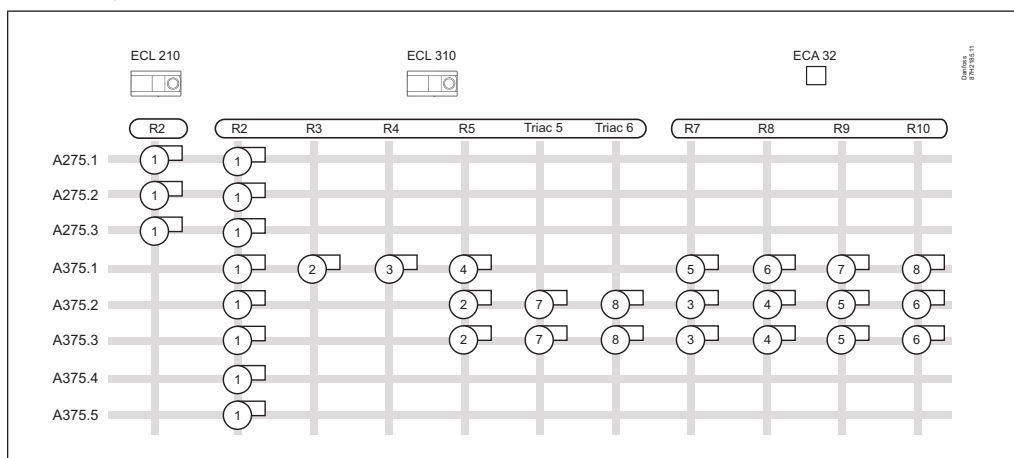 ECL 210 ECL 310 ECA 32
Danfoss
87H2185.11
R2 R2 R3 R4 R5 Triac 5 Triac 6 R7 R8 R9 R10
A275.1 1 1
A275.2 1 1
A275.3 1 1
A375.1 1 2 3 4 5 6 7 8
A375.2 1 2 7 8 3 4 5 6
A375.3 1 2 7 8 3 4 5 6
A375.4 1
A375.5 1